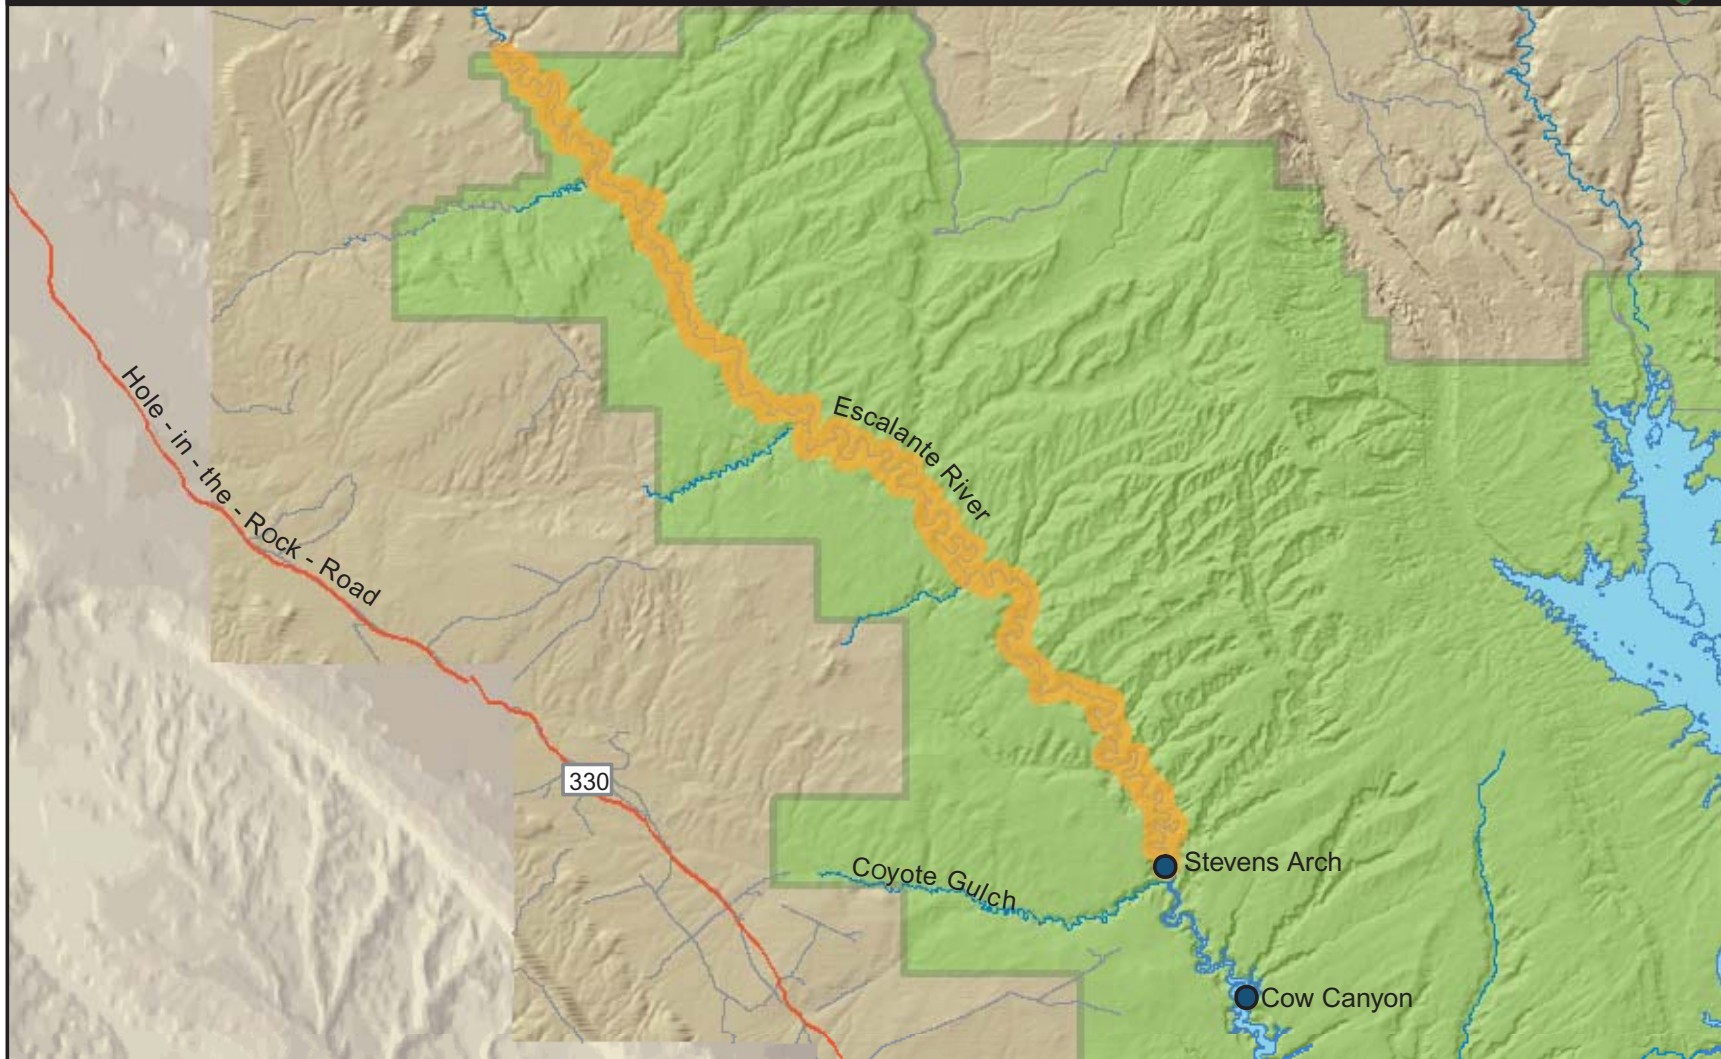 Escalante River
Hole - in - the - Rock - Road
330
Coyote Gulch
Stevens Arch
Cow Canyon